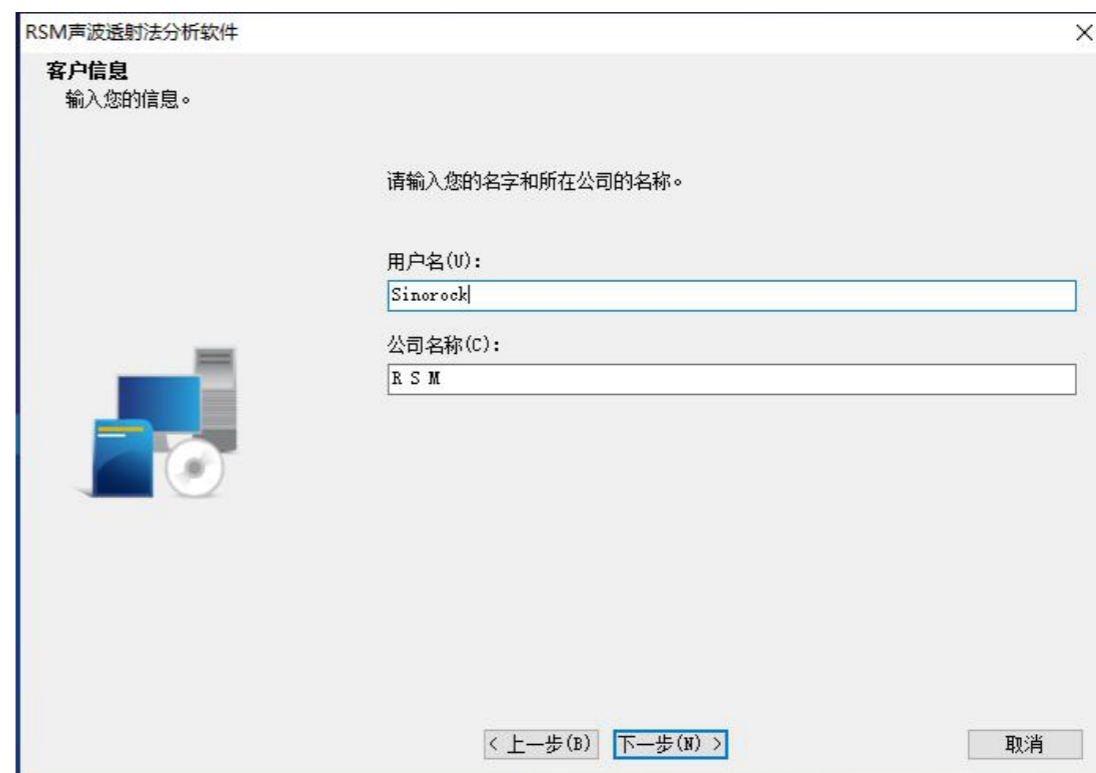 RSM声波透射法分析软件
客户信息
输入您的信息。
请输入您的名字和所在公司的名称。
用户名(U):
Sinorock
公司名称(C):
R S M
< 上一步(B) 下一步(N) > 取消